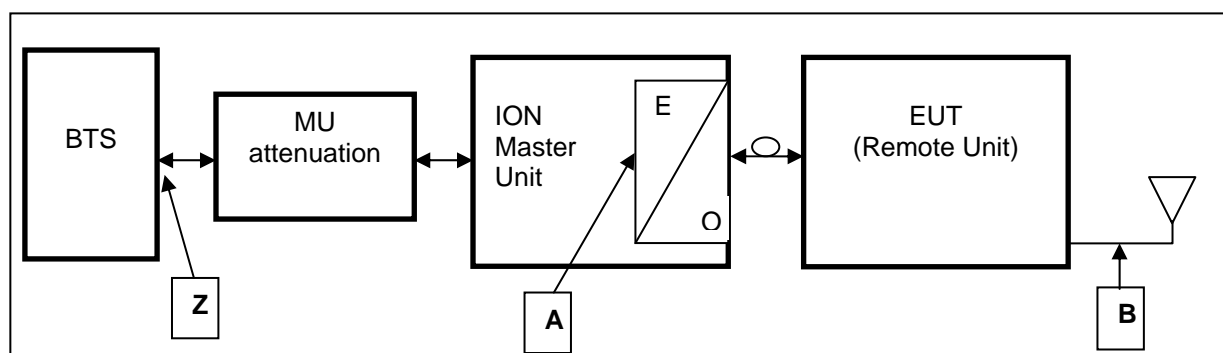 BTS
MU
attenuation
ION
Master
Unit
E
O
EUT
(Remote Unit)
Z
A
B